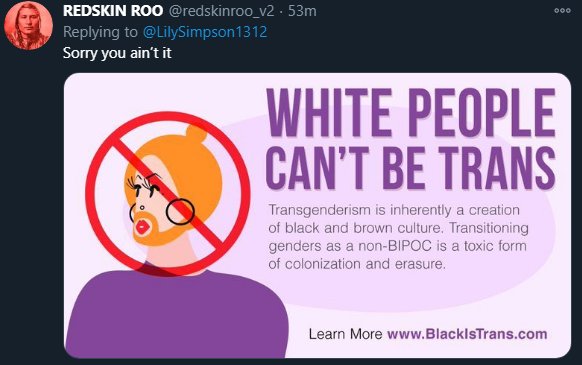 REDSKIN ROO @redskinroo_v2 · 53m
Replying to @LilySimpson1312
Sorry you ain't it
WHITE PEOPLE
CAN'T BE TRANS
Transgenderism is inherently a creation
of black and brown culture. Transitioning
genders as a non-BIPOC is a toxic form
of colonization and erasure.
Learn More www.BlackIsTrans.com